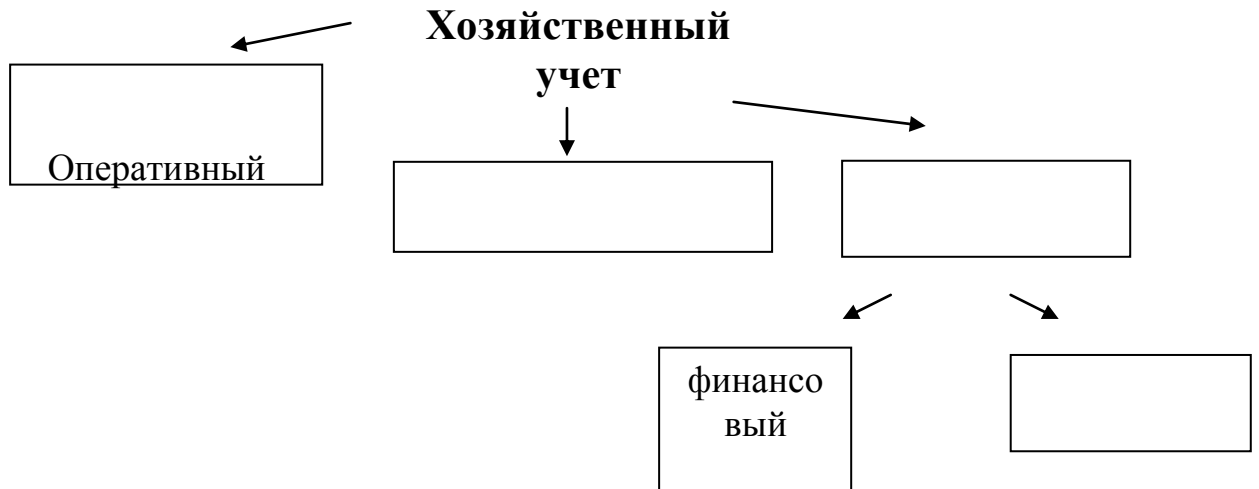 Хозяйственный
учет
Оперативный
финансо
вый